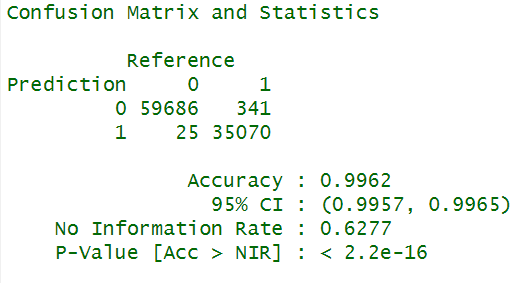 Confusion Matrix and Statistics
Reference
Prediction 0 1
0 59686 341
1 25 35070
Accuracy : 0.9962
95% CI : (0.9957, 0.9965)
No Information Rate : 0.6277
P-Value [Acc > NIR] : < 2.2e-16